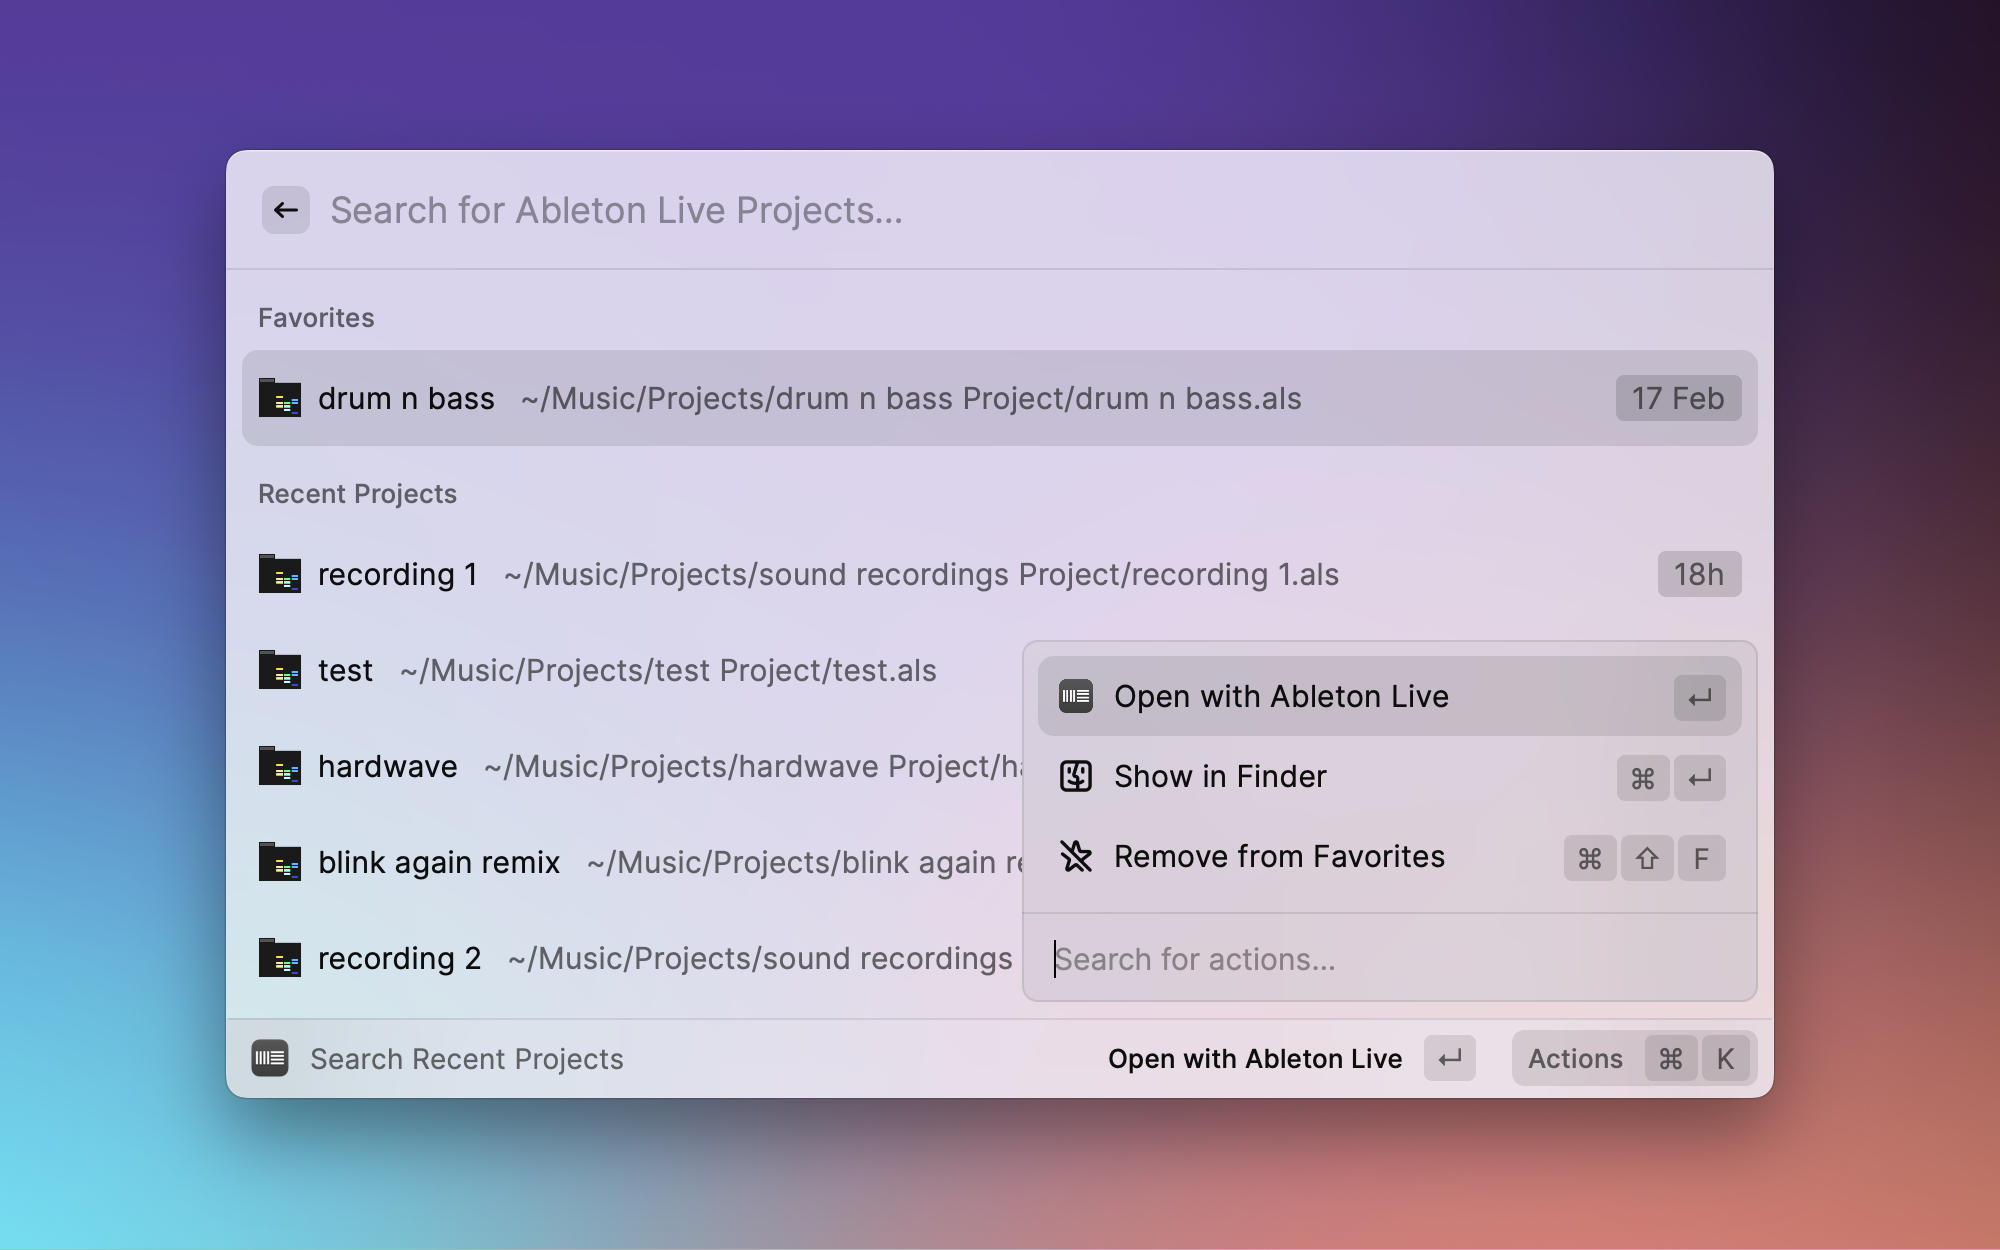 Search for Ableton Live Projects...
Favorites
drum n bass ~/Music/Projects/drum n bass Project/drum n bass.als 17 Feb
Recent Projects
recording 1 ~/Music/Projects/sound recordings Project/recording 1.als 18h
test ~/Music/Projects/test Project/test.als
hardwave ~/Music/Projects/hardwave Project/
blink again remix ~/Music/Projects/blink again
recording 2 ~/Music/Projects/sound recordings
Open with Ableton Live ↵
Show in Finder ⌘ ↵
Remove from Favorites ⌘ ⇧ F
Search for actions...
Search Recent Projects
Open with Ableton Live ↵ Actions ⌘ K